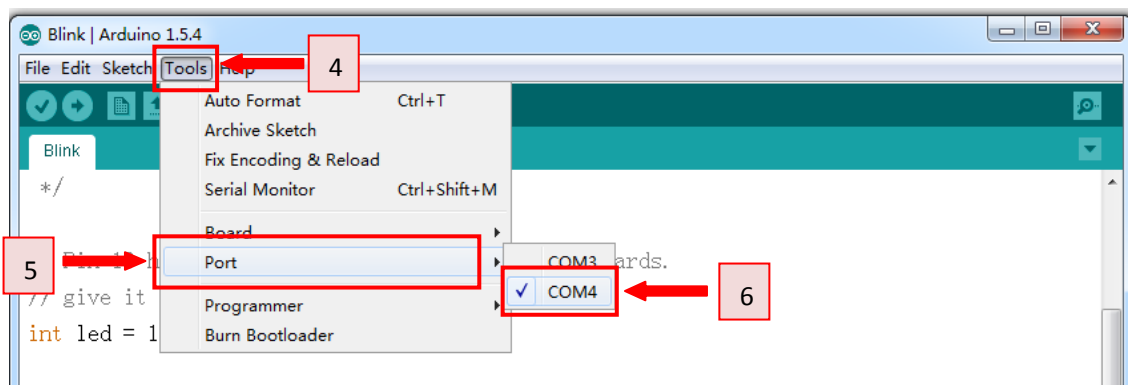 Blink | Arduino 1.5.4
File Edit Sketch Tools Help
4
Auto Format Ctrl+T
Archive Sketch
Blink
Fix Encoding & Reload
*/
Serial Monitor Ctrl+Shift+M
Board
5
Port
COM3
ards.
COM4
6
// give it
Programmer
int led = 1
Burn Bootloader